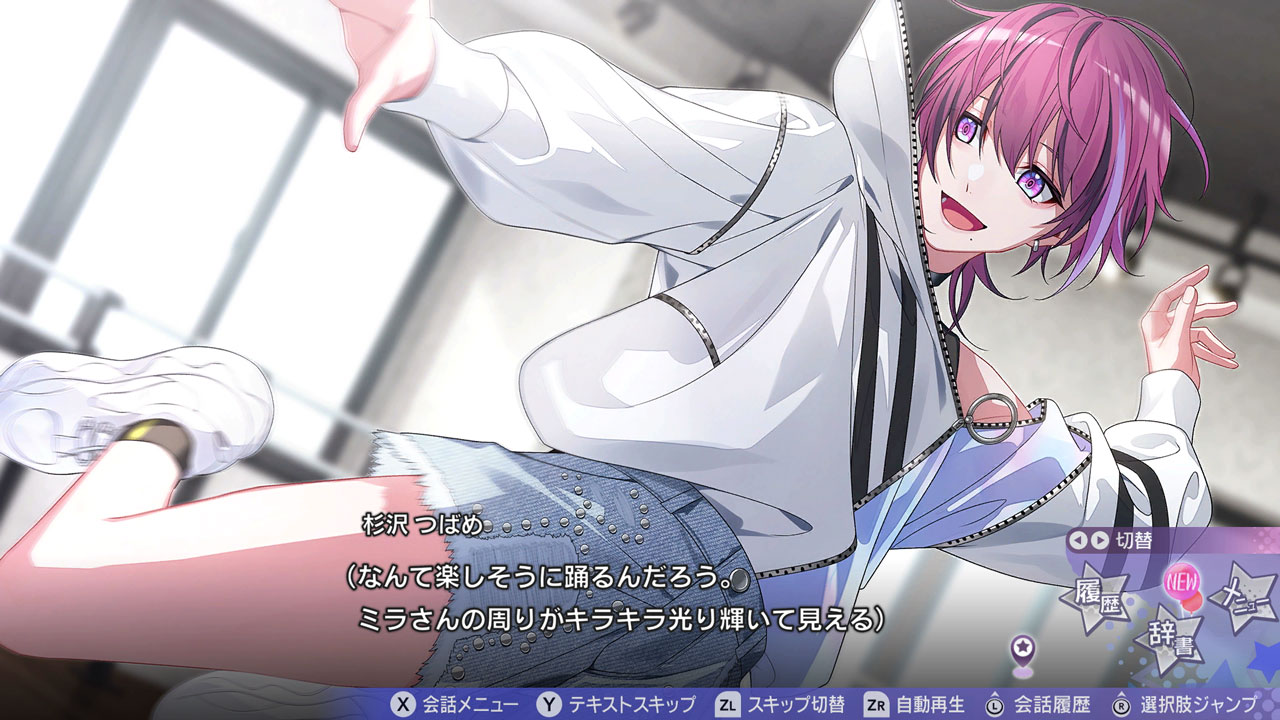 杉沢 つばめ
（なんて楽しそうに踊るんだろう。
ミラさんの周りがキラキラ光り輝いて見える）
切替
履歴
NEW
メニュー
辞書
X 会話メニュー Y テキストスキップ ZL スキップ切替 ZR 自動再生 L 会話履歴 R 選択肢ジャンプ